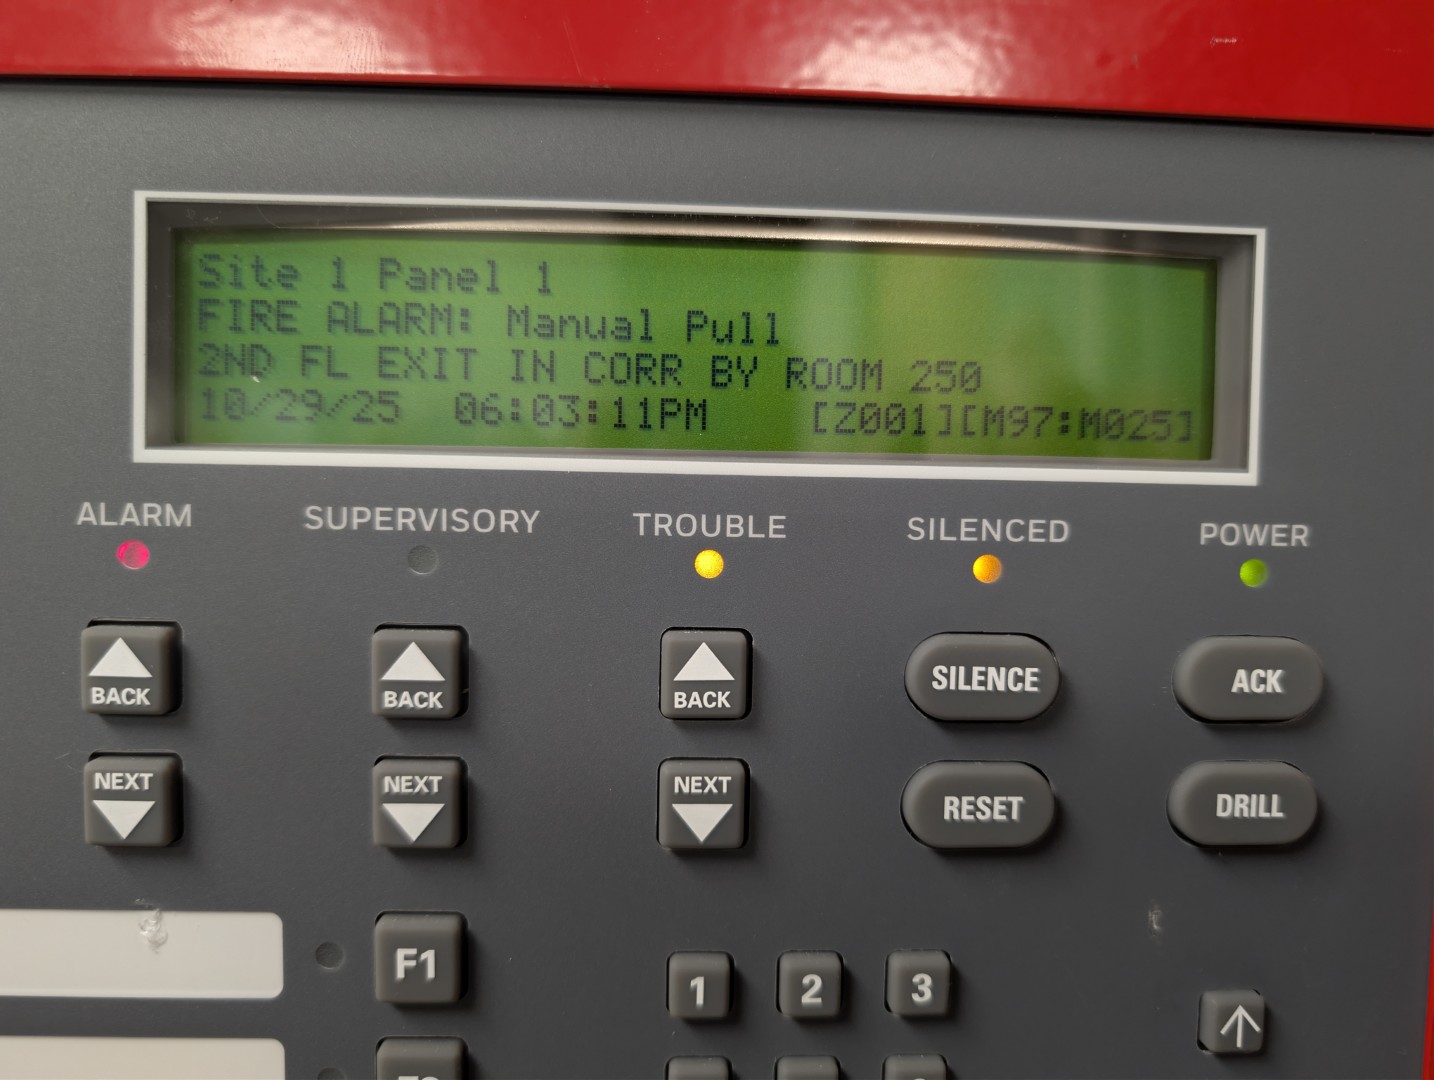 Site 1 Panel 1
FIRE ALARM: Manual Pull
2ND FL EXIT IN CORR BY ROOM 250
10/29/25 06:03:11PM [Z001][M97:M025]
ALARM SUPERVISORY TROUBLE SILENCED POWER
BACK BACK BACK SILENCE ACK
NEXT NEXT NEXT RESET DRILL
F1 1 2 3